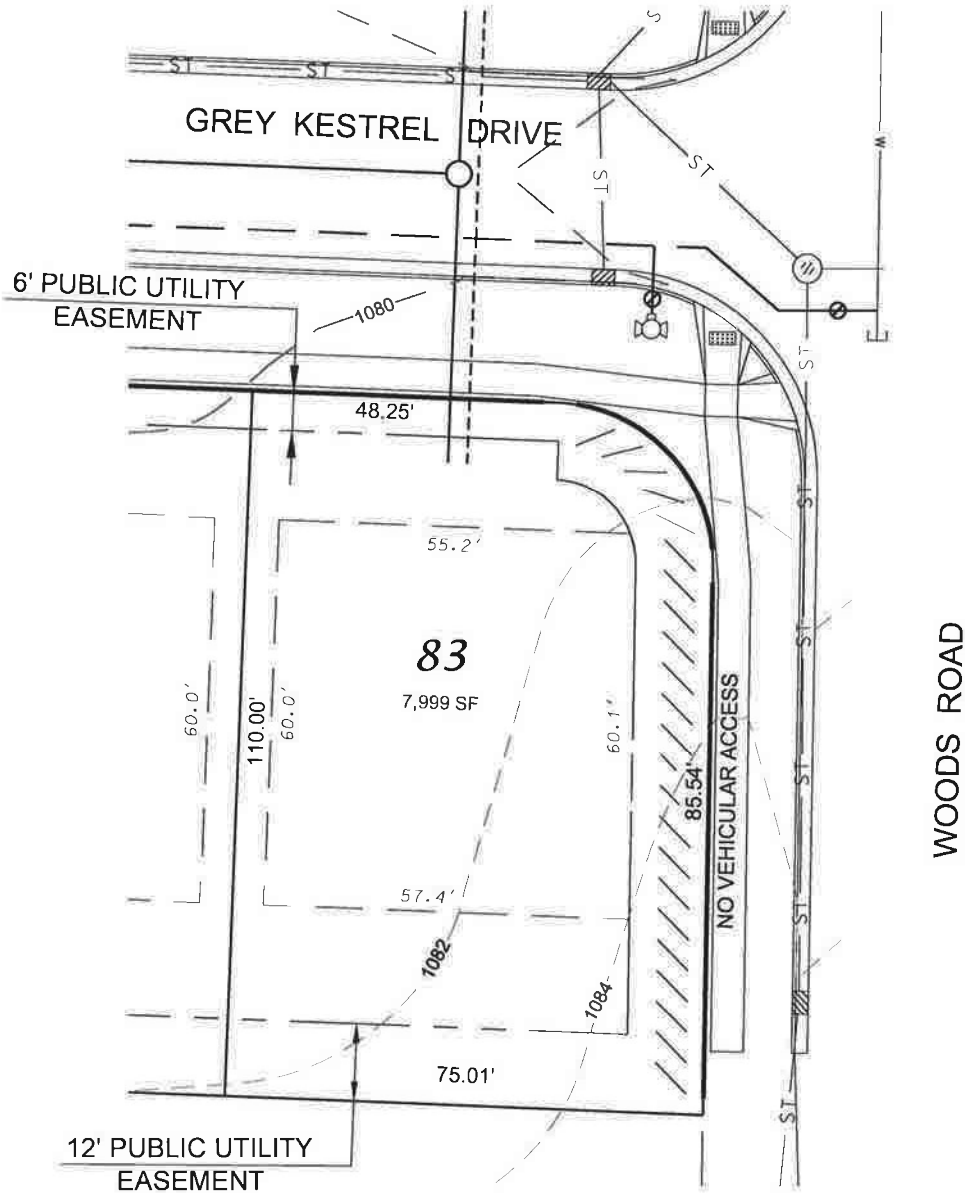 S
ST ST S
GREY KESTREL DRIVE
W
ST
ST
6' PUBLIC UTILITY
EASEMENT
1080
ST
48.25'
ST
55.2'
83
7,999 SF
ST
60.0'
110.00'
60.0'
60.1'
85.54'
NO VEHICULAR ACCESS
WOODS ROAD
ST
57.4'
ST
1082
1084
75.01'
ST
12' PUBLIC UTILITY
EASEMENT